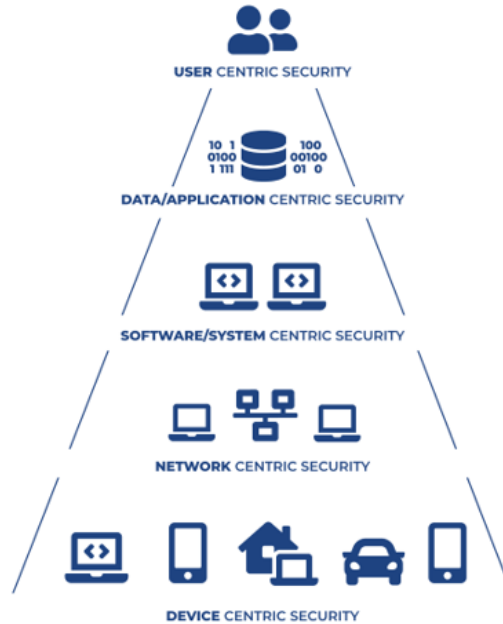 USER CENTRIC SECURITY
10 1 100
0100 00100
1 111 01 0
DATA/APPLICATION CENTRIC SECURITY
SOFTWARE/SYSTEM CENTRIC SECURITY
NETWORK CENTRIC SECURITY
DEVICE CENTRIC SECURITY